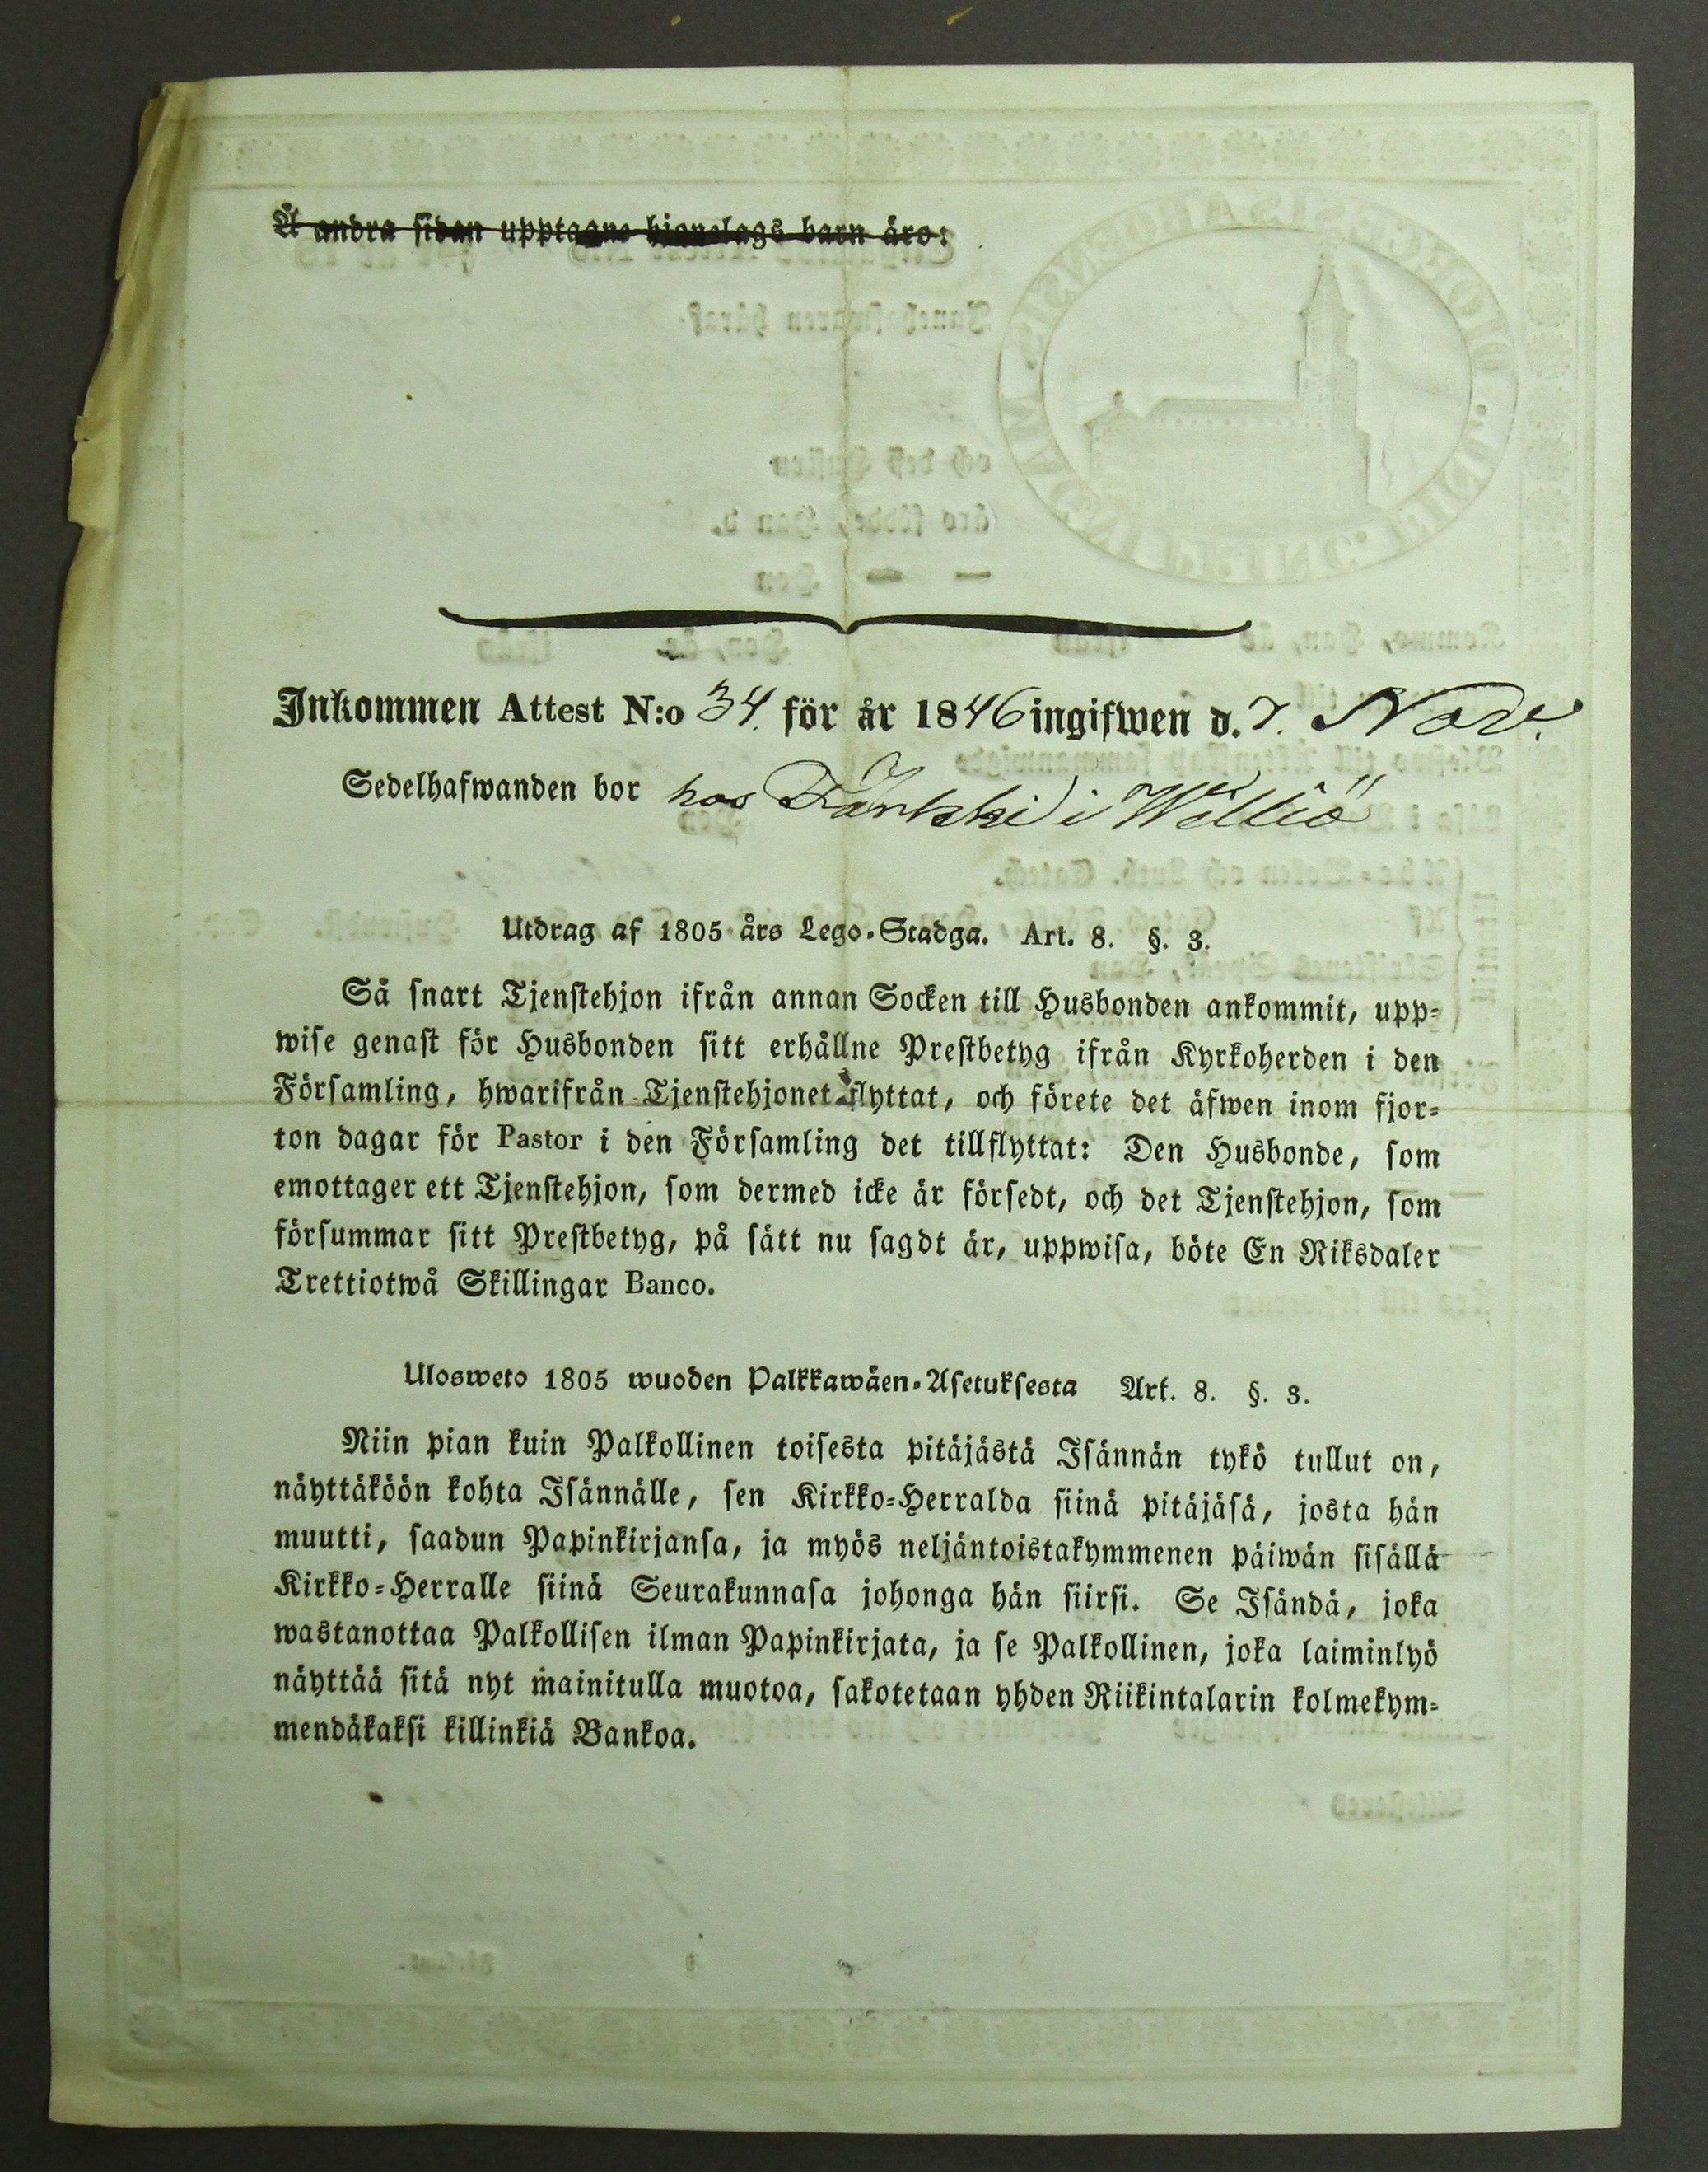 Å andra sidan upptagne hjonelags barn äro:
Inkommen Attest N:o 34. för år 1846 ingifwen d. 7. Nov.
Sedelhafwanden bor hos i
Utdrag af 1805 års Lego-Stadga. Art. 8. §. 3.
Så snart Tjenstehjon ifrån annan Socken till Husbonden ankommit, upp-
wise genast för Husbonden sitt erhållne Prestbetyg ifrån Kyrkoherden i den
Församling, hwarifrån Tjenstehjonet flyttat, och förete det äfwen inom fjor-
ton dagar för Pastor i den Församling det tillflyttat: Den Husbonde, som
emottager ett Tjenstehjon, som dermed icke är försedt, och det Tjenstehjon, som
försummar sitt Prestbetyg, på sätt nu sagdt är, uppwisa, böte En Riksdaler
Trettiotwå Skillingar Banco.
Ulosweto 1805 wuoden Palkkawäen-Asetuksesta Art. 8. §. 3.
Niin pian kuin Palkollinen toisesta pitäjästä Isännän tykö tullut on,
näyttäköön kohta Isännälle, sen Kirkko-Herralda siinä pitäjäsä, josta hän
muutti, saadun Papinkirjansa, ja myös neljäntoistakymmenen päiwän sisällä
Kirkko-Herralle siinä Seurakunnasa johonga hän siirsi. Se Isändä, joka
wastanottaa Palkollisen ilman Papinkirjata, ja se Palkollinen, joka laiminlyö
näyttää sitä nyt mainitulla muotoa, sakotetaan yhden Riikintalarin kolmekym-
mendäkaksi killinkiä Bankoa.